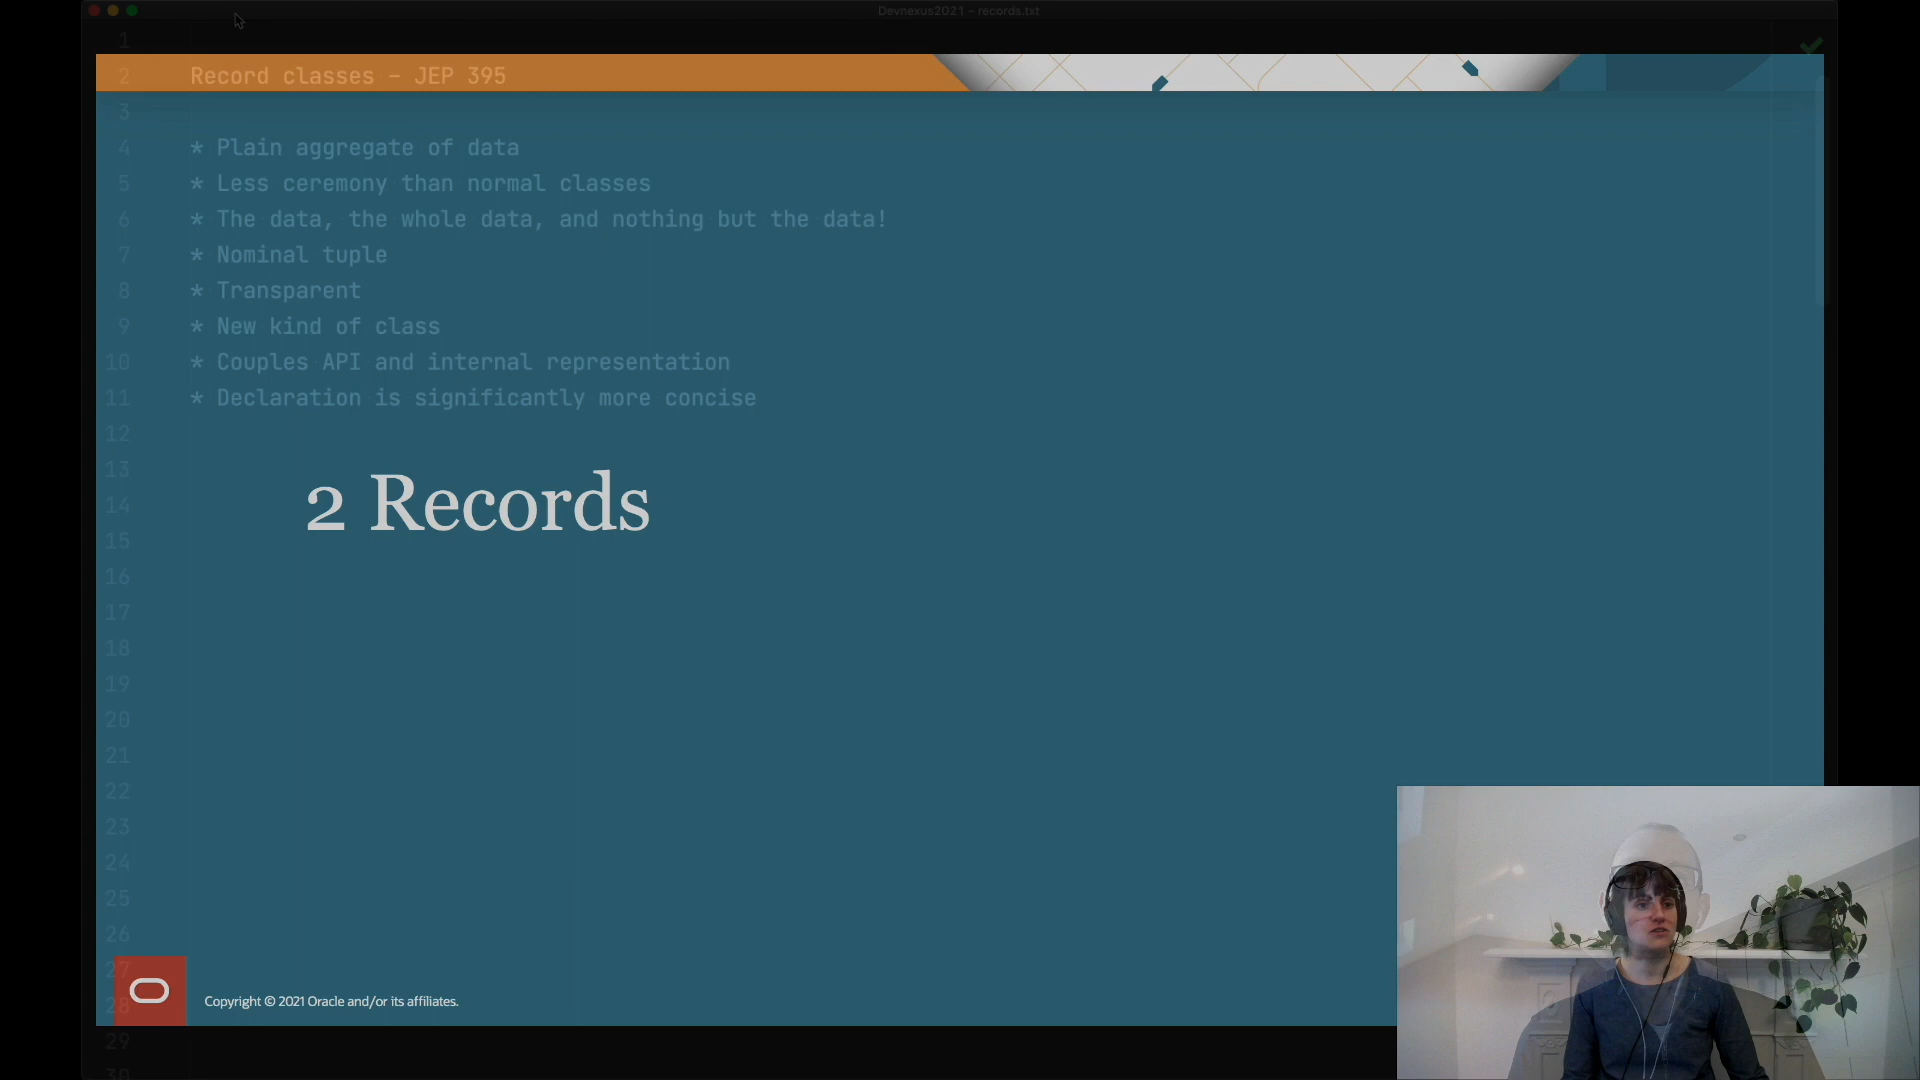 Devnexus2021 – records.txt
1
2 Record classes – JEP 395
3
4 * Plain aggregate of data
5 * Less ceremony than normal classes
6 * The data, the whole data, and nothing but the data!
7 * Nominal tuple
8 * Transparent
9 * New kind of class
10 * Couples API and internal representation
11 * Declaration is significantly more concise
12
13
14
2 Records
15
16
17
18
19
20
21
22
23
24
25
26
27
28
Copyright © 2021 Oracle and/or its affiliates.
29
30